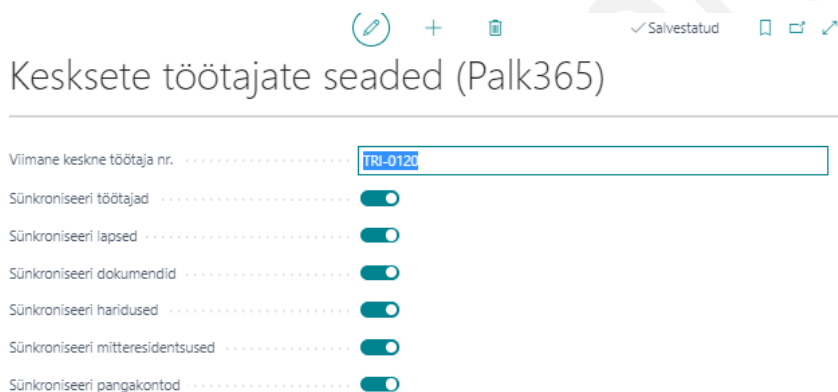 Salvestatud
Kesksete töötajate seaded (Palk365)
Viimane keskne töötaja nr. TRI-0120
Sünkroniseeri töötajad
Sünkroniseeri lapsed
Sünkroniseeri dokumendid
Sünkroniseeri haridused
Sünkroniseeri mitteresidentsused
Sünkroniseeri pangakontod